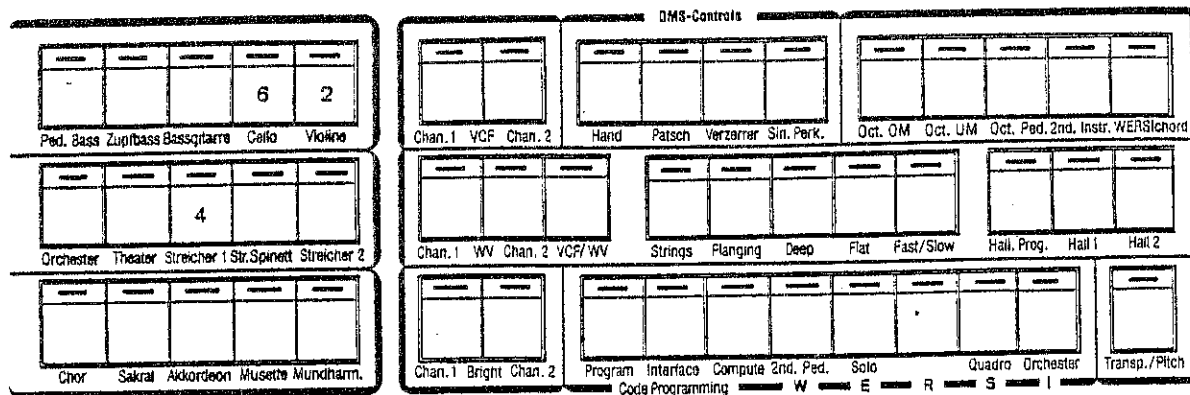 DMS-Controls
6 2
Ped. Bass Zupfbass Bassgitarre Cello Violine
Chan. 1 VCF Chan. 2
Hand Patsch Verzerrer Sin. Perk.
Oct. OM Oct. UM Oct. Ped. 2nd. Instr. WERSIchord
4
Orchester Theater Streicher 1 Str.Spinett Streicher 2
Chan. 1 WV Chan. 2 VCF/WV
Strings Flanging Deep Flat Fast/Slow
Hall. Prog. Hall 1 Hall 2
Chor Sakral Akkordeon Musette Mundharm.
Chan. 1 Bright Chan. 2
Program Interface Compute 2nd. Ped. Solo Quadro Orchester
Transp./Pitch
Code Programming W E R S I